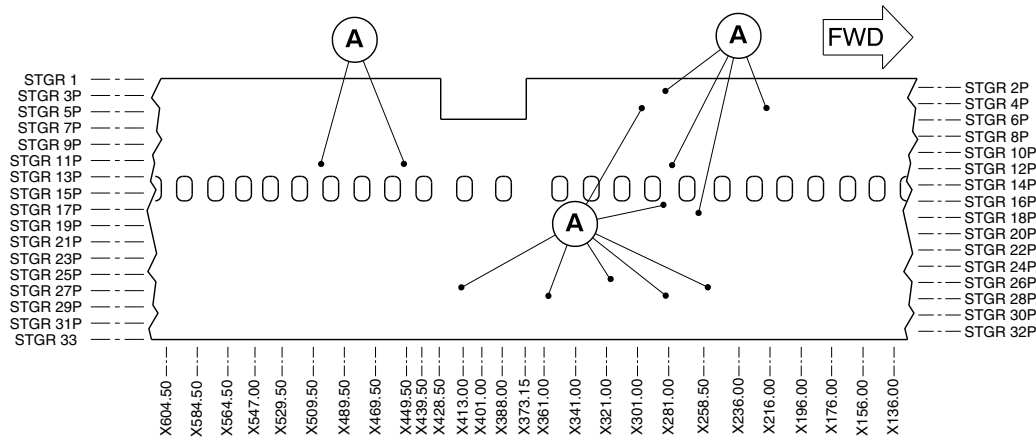 A
A
FWD
STGR 1
STGR 3P
STGR 5P
STGR 7P
STGR 9P
STGR 11P
STGR 13P
STGR 15P
STGR 17P
STGR 19P
STGR 21P
STGR 23P
STGR 25P
STGR 27P
STGR 29P
STGR 31P
STGR 33
A
STGR 2P
STGR 4P
STGR 6P
STGR 8P
STGR 10P
STGR 12P
STGR 14P
STGR 16P
STGR 18P
STGR 20P
STGR 22P
STGR 24P
STGR 26P
STGR 28P
STGR 30P
STGR 32P
X604.50
X584.50
X564.50
X547.00
X529.50
X509.50
X489.50
X469.50
X449.50
X439.50
X428.50
X413.00
X401.00
X388.00
X373.15
X361.00
X341.00
X321.00
X301.00
X281.00
X258.50
X236.00
X216.00
X196.00
X176.00
X156.00
X136.00